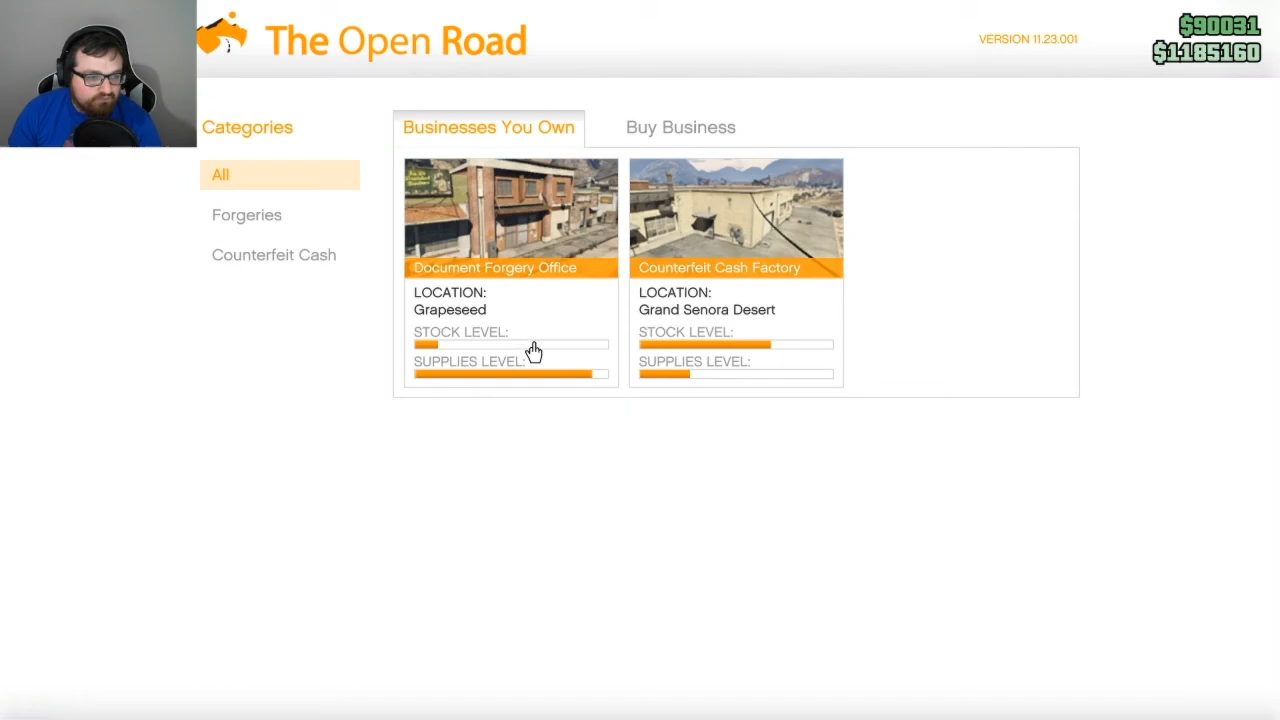 The Open Road
VERSION 11.23.001
$90031
$1185160
Categories
All
Forgeries
Counterfeit Cash
Businesses You Own
Buy Business
Document Forgery Office
LOCATION:
Grapeseed
STOCK LEVEL:
SUPPLIES LEVEL:
Counterfeit Cash Factory
LOCATION:
Grand Senora Desert
STOCK LEVEL:
SUPPLIES LEVEL: